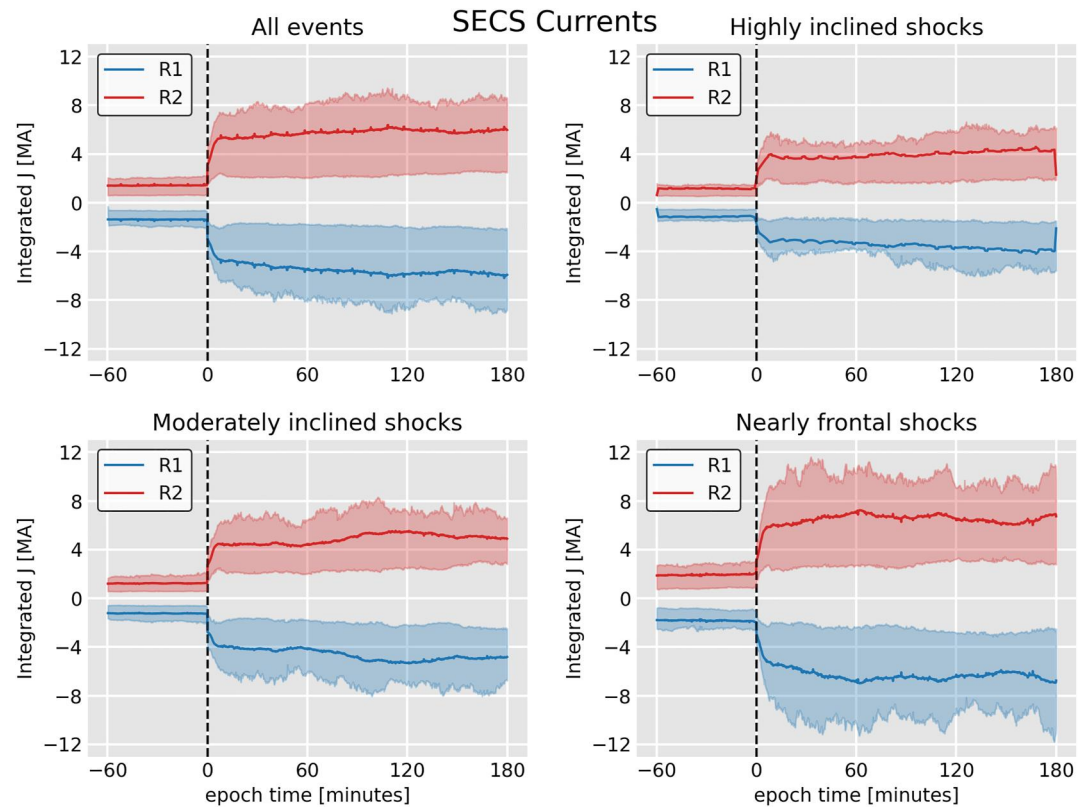 SECS Currents
All events
Highly inclined shocks
12
8
4
0
−4
−8
−12
Integrated J [MA]
R1
R2
−60
0
60
120
180
12
8
4
0
−4
−8
−12
Integrated J [MA]
R1
R2
−60
0
60
120
180
Moderately inclined shocks
Nearly frontal shocks
12
8
4
0
−4
−8
−12
Integrated J [MA]
R1
R2
−60
0
60
120
180
epoch time [minutes]
12
8
4
0
−4
−8
−12
Integrated J [MA]
R1
R2
−60
0
60
120
180
epoch time [minutes]